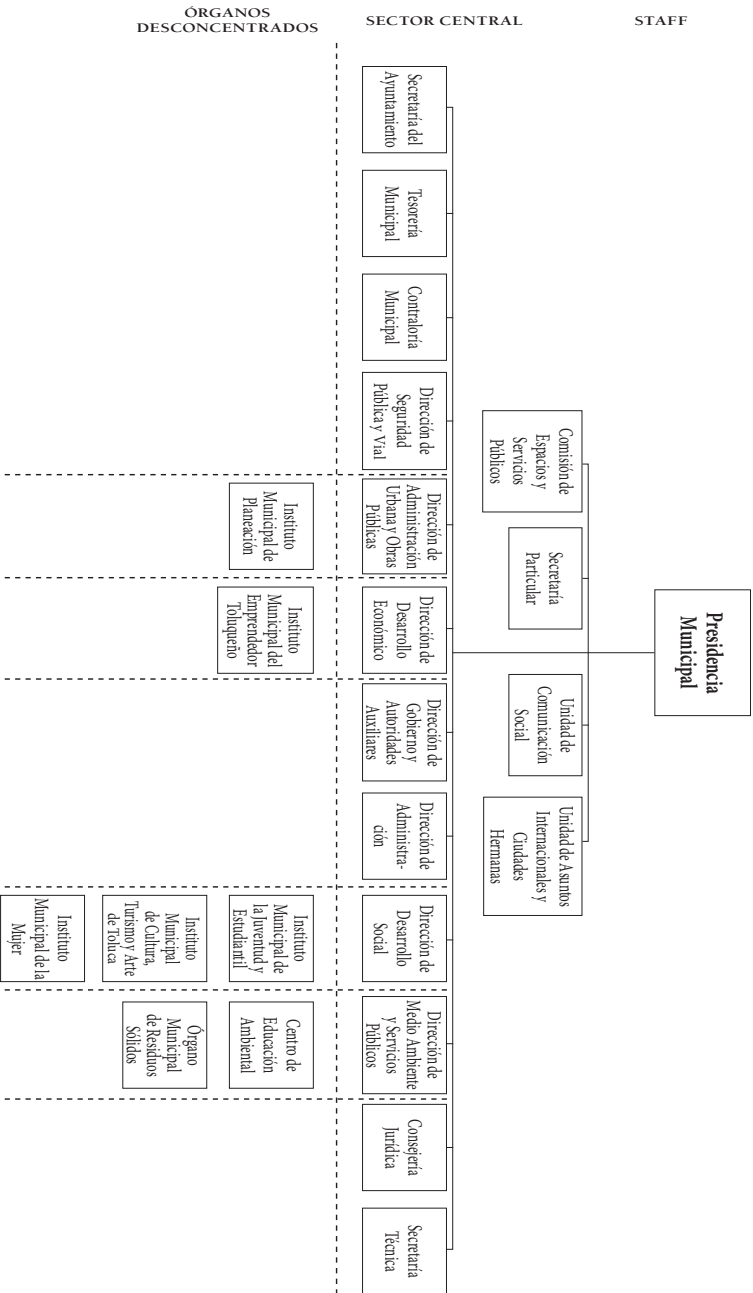 STAFF
Presidencia
Municipal
Comisión de
Espacios y
Servicios
Públicos
Secretaría
Particular
Unidad de
Comunicación
Social
Unidad de Asuntos
Internacionales y
Ciudades
Hermanas
SECTOR CENTRAL
Secretaría del
Ayuntamiento
Tesorería
Municipal
Contraloría
Municipal
Dirección de
Seguridad
Pública y Vial
Dirección de
Administración
Urbana y Obras
Públicas
Dirección de
Desarrollo
Económico
Dirección de
Gobierno y
Autoridades
Auxiliares
Dirección de
Administra-
ción
Dirección de
Desarrollo
Social
Dirección de
Medio Ambiente
y Servicios
Públicos
Consejería
Jurídica
Secretaría
Técnica
ÓRGANOS
DESCONCENTRADOS
Instituto
Municipal de
Planeación
Instituto
Municipal del
Emprendedor
Toluqueño
Instituto
Municipal de
la Juventud y
Estudiantil
Instituto
Municipal
de Cultura,
Turismo y Arte
de Toluca
Instituto
Municipal de la
Mujer
Centro de
Educación
Ambiental
Órgano
Municipal
de Residuos
Sólidos